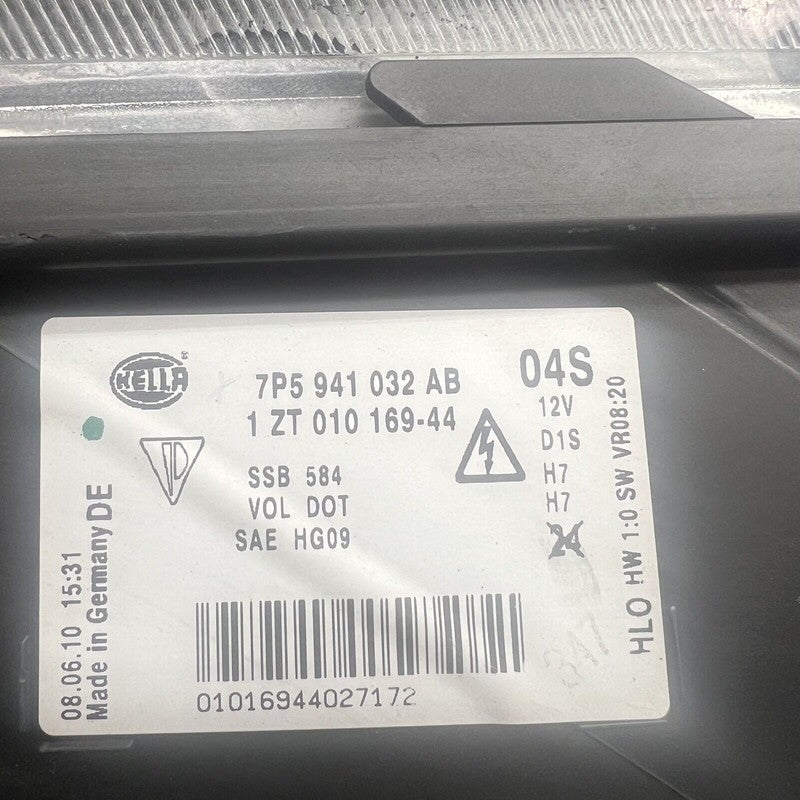 HELLA ®
7P5 941 032 AB
04S
1 ZT 010 169-44
12V
D1S
H7
H7
24
SSB 584
VOL DOT
SAE HG09
01016944027172
08.06.10 15:31
Made in Germany DE
HLO HW 1:0 SW VR08:20